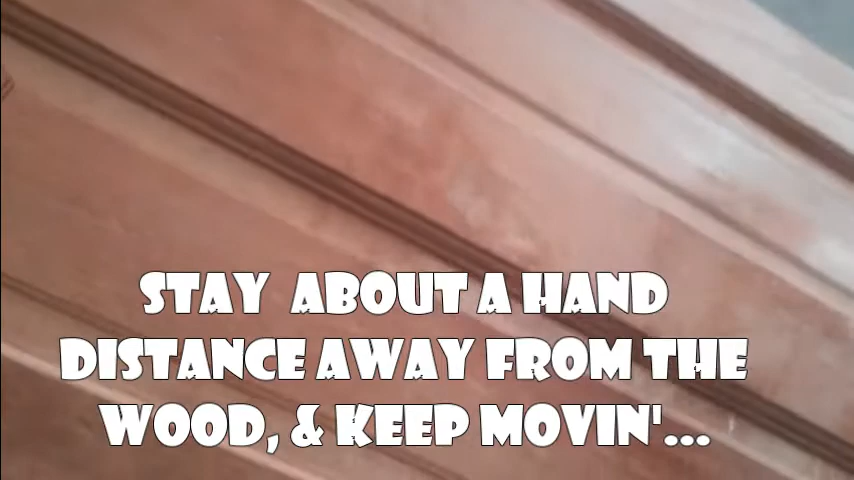 STAY ABOUT A HAND
DISTANCE AWAY FROM THE
WOOD, & KEEP MOVIN'...